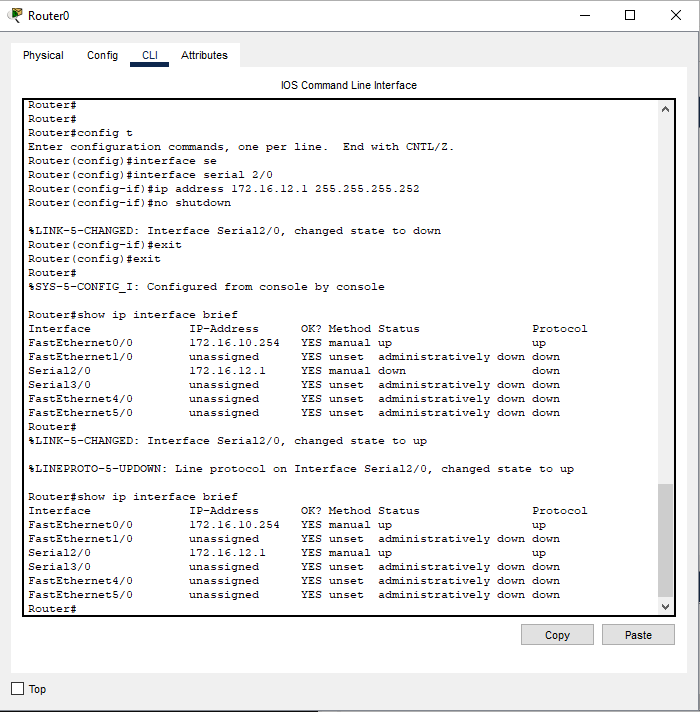 Router0
Physical Config CLI Attributes
IOS Command Line Interface
Router#
Router#
Router#config t
Enter configuration commands, one per line.  End with CNTL/Z.
Router(config)#interface se
Router(config)#interface serial 2/0
Router(config-if)#ip address 172.16.12.1 255.255.255.252
Router(config-if)#no shutdown
%LINK-5-CHANGED: Interface Serial2/0, changed state to down
Router(config-if)#exit
Router(config)#exit
Router#
%SYS-5-CONFIG_I: Configured from console by console
Router#show ip interface brief
Interface              IP-Address      OK? Method Status                Protocol
FastEthernet0/0        172.16.10.254   YES manual up                    up
FastEthernet1/0        unassigned      YES unset  administratively down down
Serial2/0              172.16.12.1     YES manual down                  down
Serial3/0              unassigned      YES unset  administratively down down
FastEthernet4/0        unassigned      YES unset  administratively down down
FastEthernet5/0        unassigned      YES unset  administratively down down
Router#
%LINK-5-CHANGED: Interface Serial2/0, changed state to up
%LINEPROTO-5-UPDOWN: Line protocol on Interface Serial2/0, changed state to up
Router#show ip interface brief
Interface              IP-Address      OK? Method Status                Protocol
FastEthernet0/0        172.16.10.254   YES manual up                    up
FastEthernet1/0        unassigned      YES unset  administratively down down
Serial2/0              172.16.12.1     YES manual up                    up
Serial3/0              unassigned      YES unset  administratively down down
FastEthernet4/0        unassigned      YES unset  administratively down down
FastEthernet5/0        unassigned      YES unset  administratively down down
Router#
Copy Paste
Top